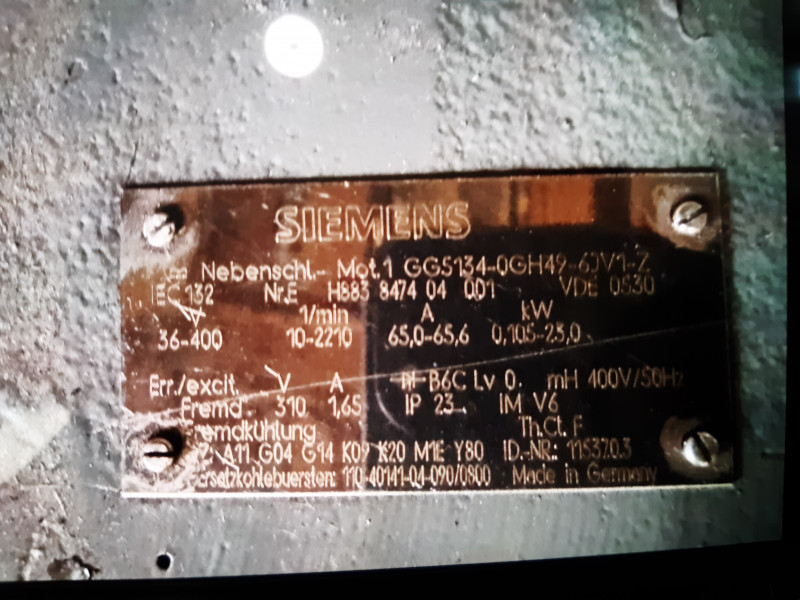 SIEMENS
Nebenschl.- Mot.1 GG5134-0GH49-6JV1-Z
132 Nr.E H883 8474 04 001 VDE 0530
V 1/min A kW
36-400 10-2210 65,0-65,6 0,105-23,0
Err./excit. V A B6C Lv 0. mH 400V/50Hz
Fremd. 310 1,65 IP 23 IM V6
Fremdkühlung Th.Cl. F
Z: A11 G04 G14 K09 K20 M1E Y80 ID.-NR.: 115370.3
Ersatzkohlebuersten: 110-40141-04-090/0800 Made in Germany